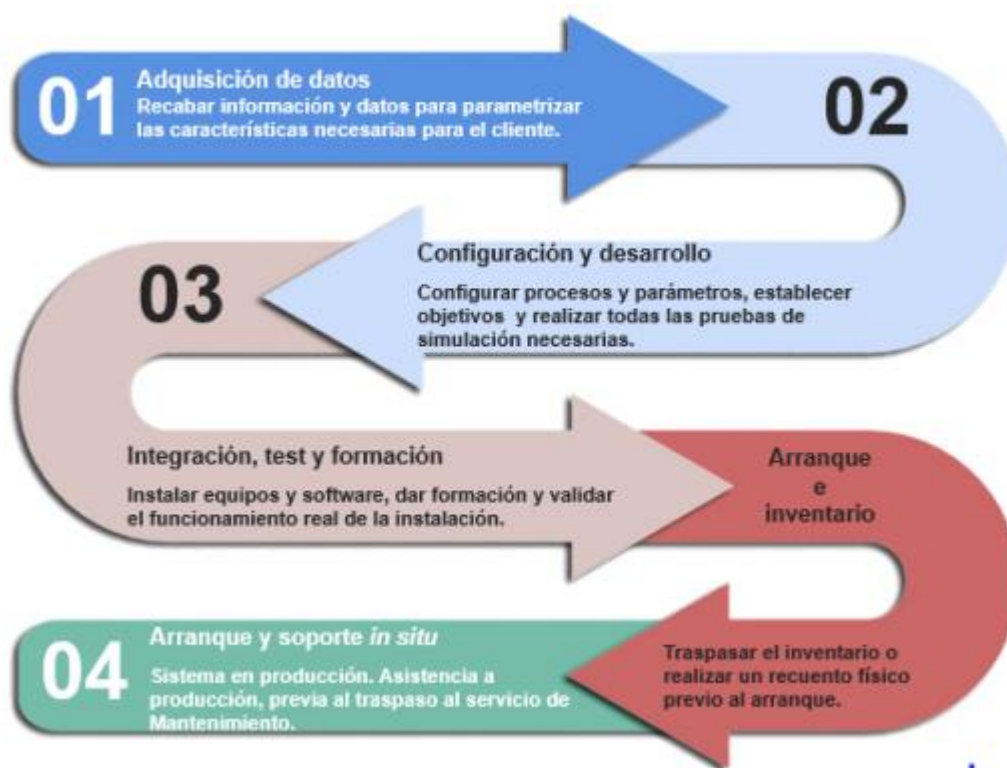 01
Adquisición de datos
Recabar información y datos para parametrizar
las características necesarias para el cliente.
02
Configuración y desarrollo
Configurar procesos y parámetros, establecer
objetivos y realizar todas las pruebas de
simulación necesarias.
03
Integración, test y formación
Instalar equipos y software, dar formación y validar
el funcionamiento real de la instalación.
Arranque
e
inventario
Traspasar el inventario o
realizar un recuento físico
previo al arranque.
04
Arranque y soporte in situ
Sistema en producción. Asistencia a
producción, previa al traspaso al servicio de
Mantenimiento.